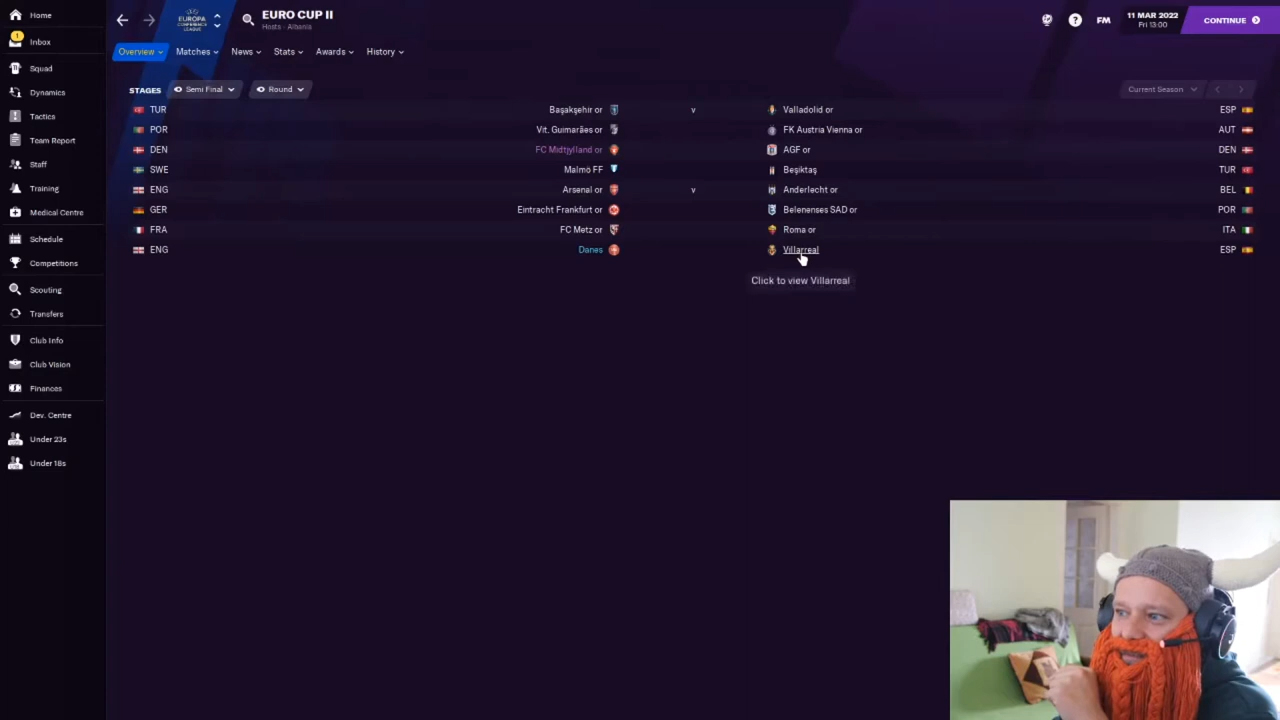 Home
EUROPA CONFERENCE LEAGUE
EURO CUP II
Hosts - Albania
FM
11 MAR 2022
Fri 13:00
CONTINUE
1
Inbox
Overview
Matches
News
Stats
Awards
History
Squad
Dynamics
Tactics
Team Report
Staff
Training
Medical Centre
Schedule
Competitions
Scouting
Transfers
Club Info
Club Vision
Finances
Dev. Centre
Under 23s
Under 18s
STAGES Semi Final Round Current Season
TUR Başakşehir or v Valladolid or ESP
POR Vit. Guimarães or FK Austria Vienna or AUT
DEN FC Midtjylland or AGF or DEN
SWE Malmö FF Beşiktaş TUR
ENG Arsenal or v Anderlecht or BEL
GER Eintracht Frankfurt or Belenenses SAD or POR
FRA FC Metz or Roma or ITA
ENG Danes Villarreal ESP
Click to view Villarreal